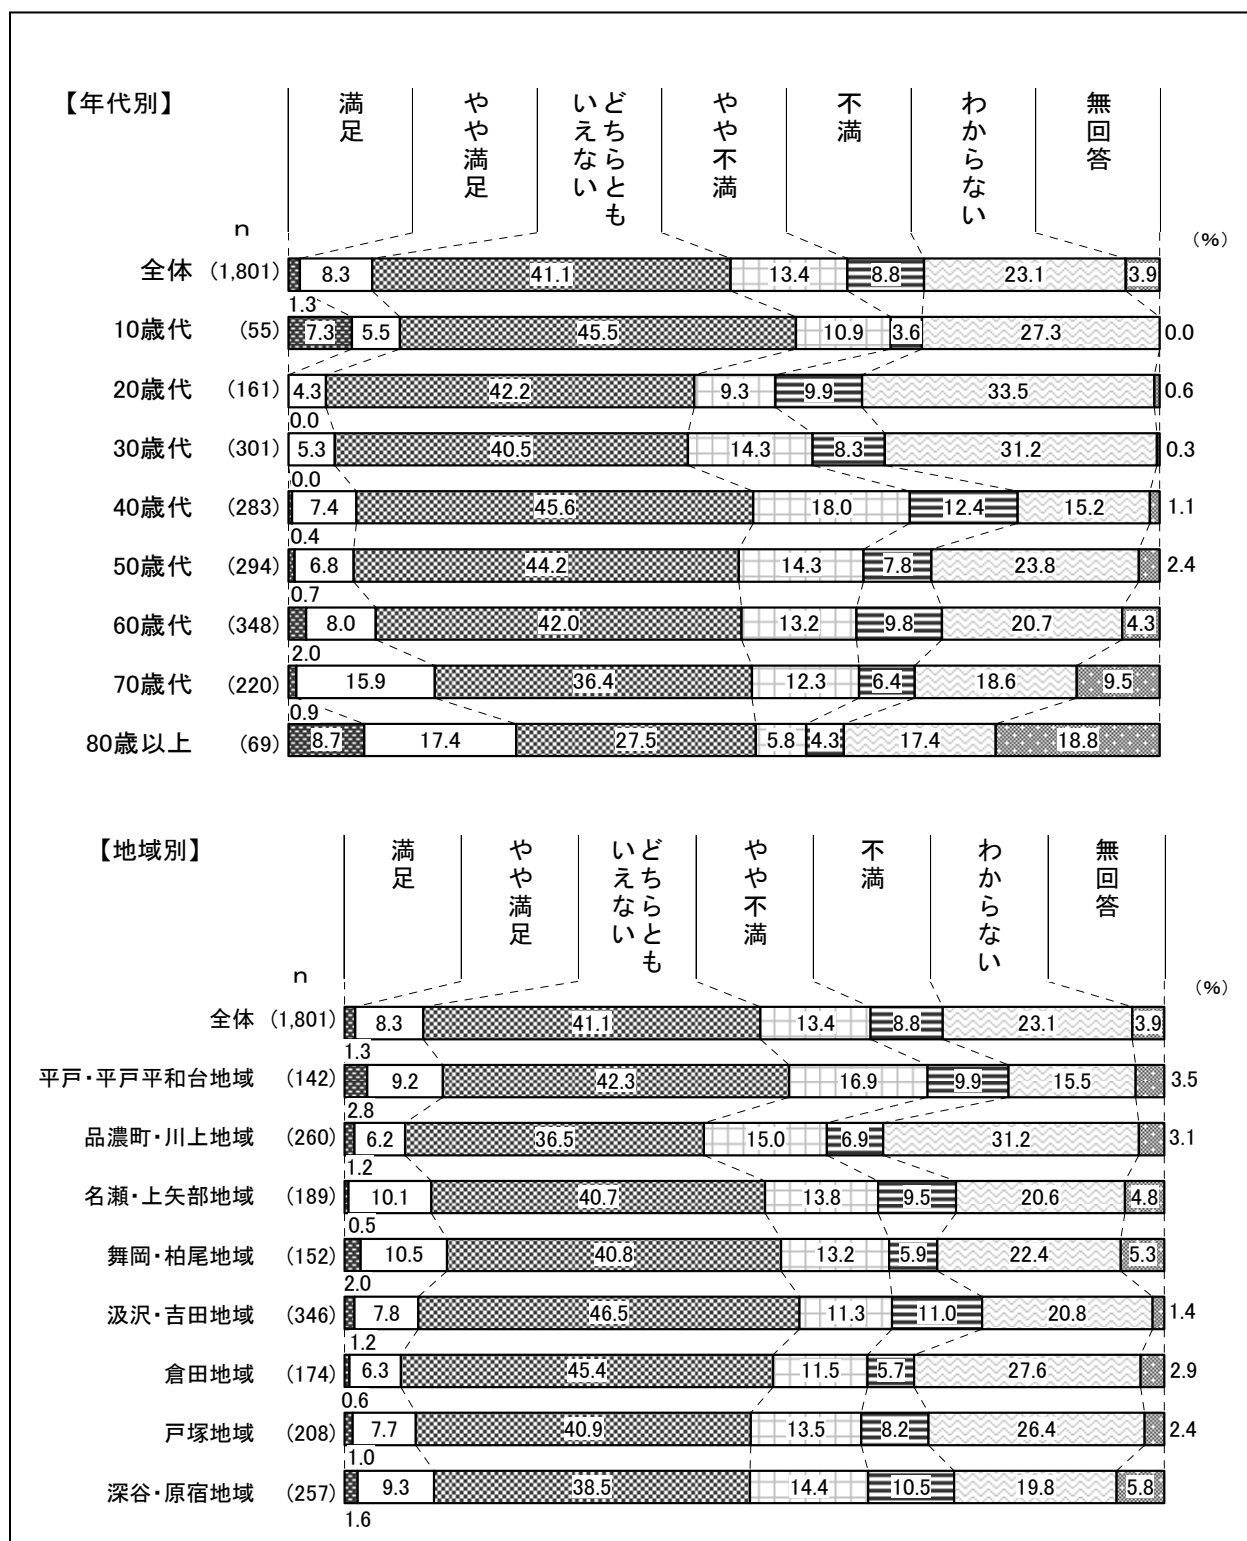 【年代別】
満足
やや満足
どちらとも
いえない
やや不満
不満
わからない
無回答
n
(%)
全体 (1,801) 8.3 41.1 13.4 8.8 23.1 3.9
1.3
10歳代 (55) 7.3 5.5 45.5 10.9 3.6 27.3 0.0
20歳代 (161) 4.3 42.2 9.3 9.9 33.5 0.6
0.0
30歳代 (301) 5.3 40.5 14.3 8.3 31.2 0.3
0.0
40歳代 (283) 7.4 45.6 18.0 12.4 15.2 1.1
0.4
50歳代 (294) 6.8 44.2 14.3 7.8 23.8 2.4
0.7
60歳代 (348) 8.0 42.0 13.2 9.8 20.7 4.3
2.0
70歳代 (220) 15.9 36.4 12.3 6.4 18.6 9.5
0.9
80歳以上 (69) 8.7 17.4 27.5 5.8 4.3 17.4 18.8
【地域別】
満足
やや満足
どちらとも
いえない
やや不満
不満
わからない
無回答
n
(%)
全体 (1,801) 8.3 41.1 13.4 8.8 23.1 3.9
1.3
平戸・平戸平和台地域 (142) 9.2 42.3 16.9 9.9 15.5 3.5
2.8
品濃町・川上地域 (260) 6.2 36.5 15.0 6.9 31.2 3.1
1.2
名瀬・上矢部地域 (189) 10.1 40.7 13.8 9.5 20.6 4.8
0.5
舞岡・柏尾地域 (152) 10.5 40.8 13.2 5.9 22.4 5.3
2.0
汲沢・吉田地域 (346) 7.8 46.5 11.3 11.0 20.8 1.4
1.2
倉田地域 (174) 6.3 45.4 11.5 5.7 27.6 2.9
0.6
戸塚地域 (208) 7.7 40.9 13.5 8.2 26.4 2.4
1.0
深谷・原宿地域 (257) 9.3 38.5 14.4 10.5 19.8 5.8
1.6